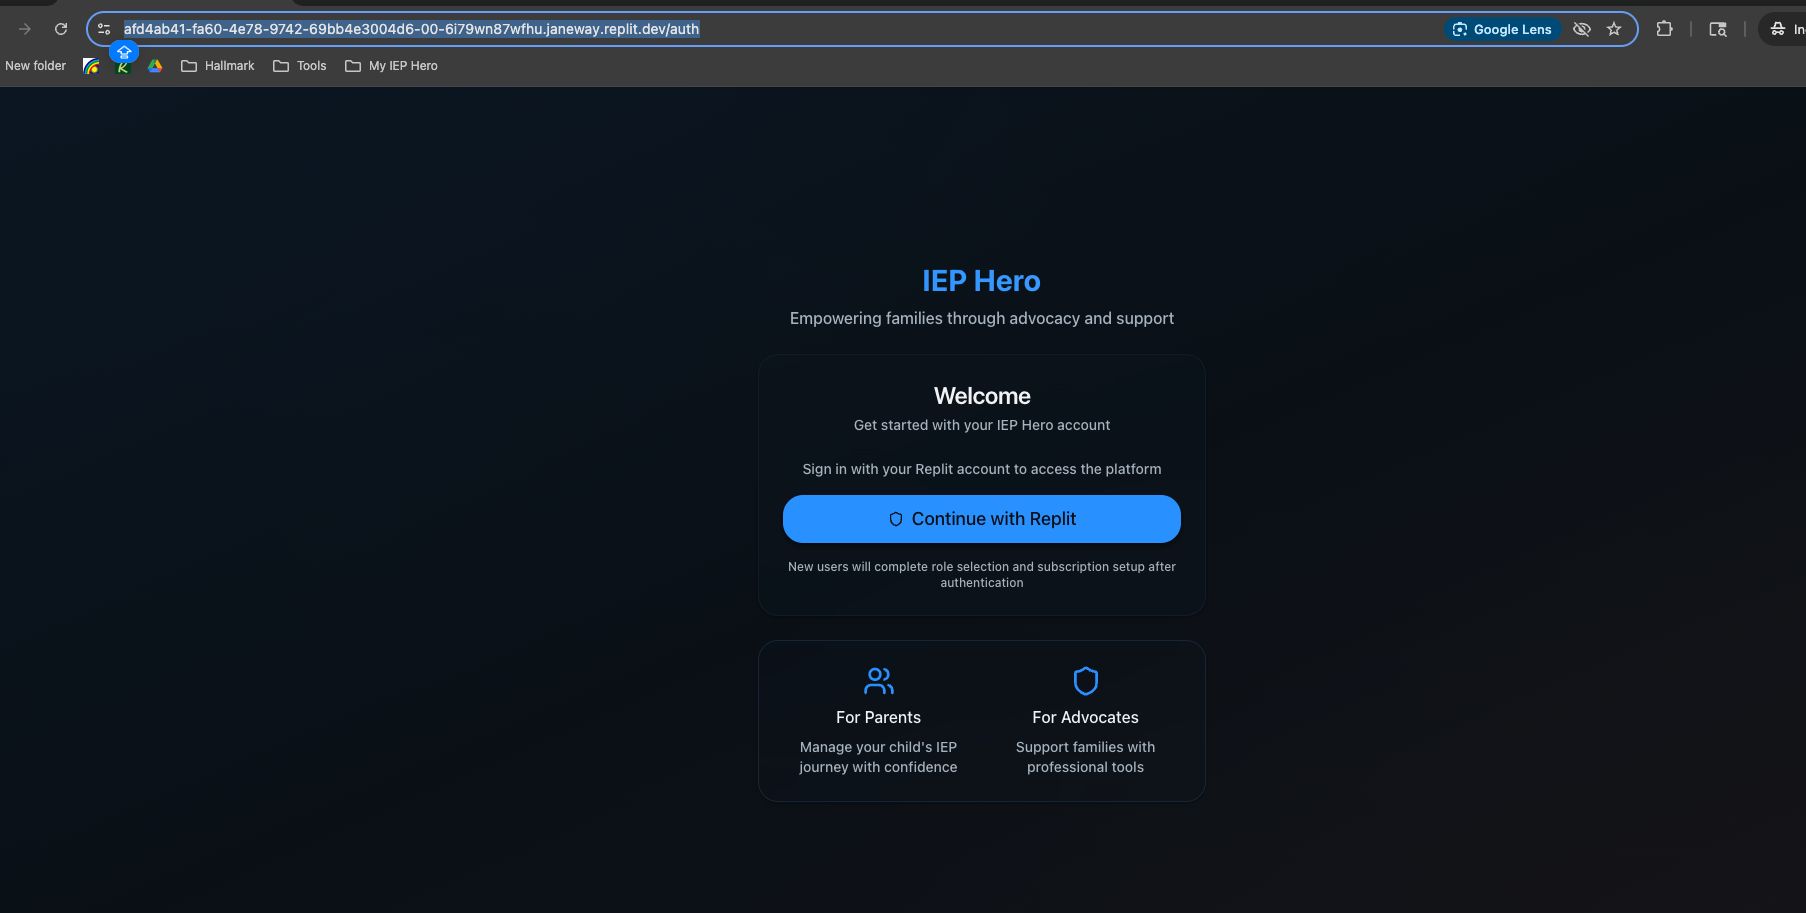 afd4ab41-fa60-4e78-9742-69bb4e3004d6-00-6i79wn87wfhu.janeway.replit.dev/auth
Google Lens
New folder
Hallmark
Tools
My IEP Hero
IEP Hero
Empowering families through advocacy and support
Welcome
Get started with your IEP Hero account
Sign in with your Replit account to access the platform
Continue with Replit
New users will complete role selection and subscription setup after
authentication
For Parents
Manage your child's IEP
journey with confidence
For Advocates
Support families with
professional tools